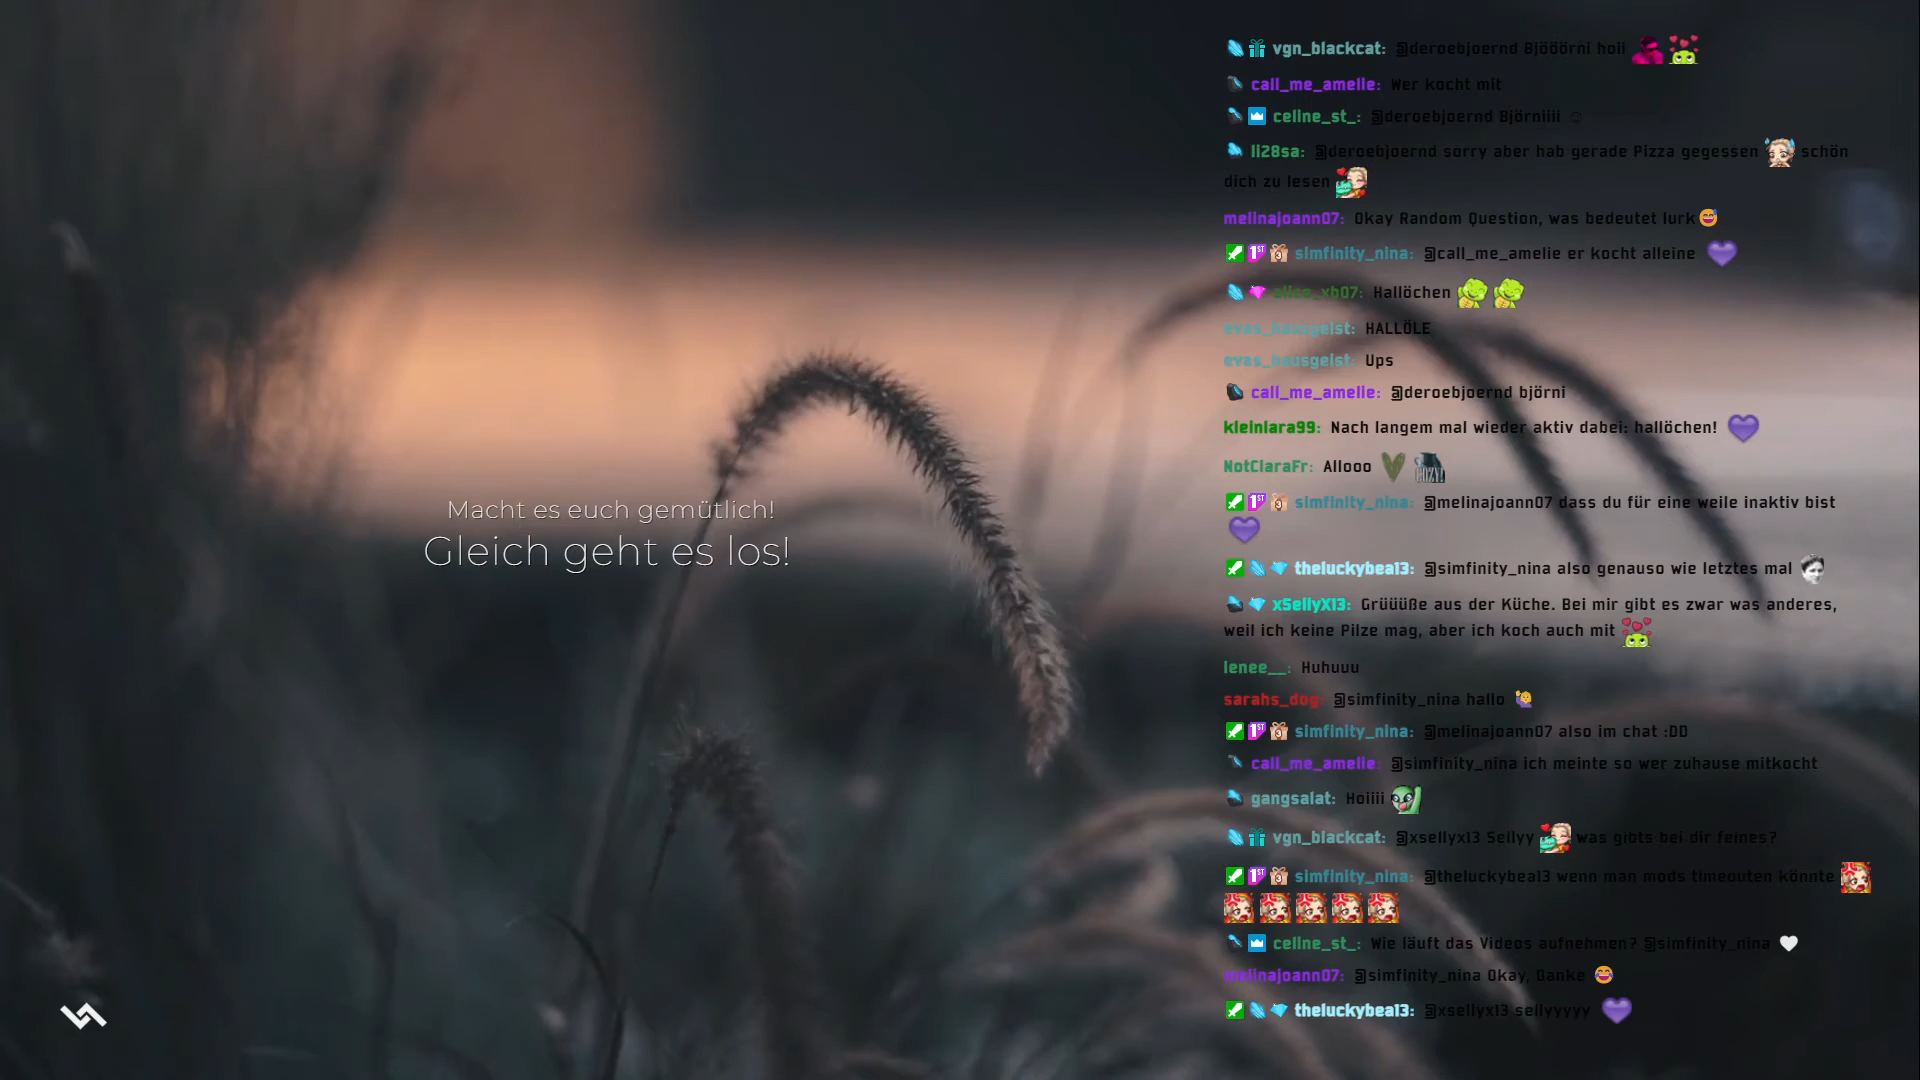 vgn_blackcat: @deroebjoernd Bjööörni hoii
call_me_amelie: Wer kocht mit
celine_st_: @deroebjoernd Björniiii ☺
li28sa: @deroebjoernd sorry aber hab gerade Pizza gegessen schön
dich zu lesen
melinajoann07: Okay Random Question, was bedeutet lurk😅
simfinity_nina: @call_me_amelie er kocht alleine
alice_xb07: Hallöchen
evas_hausgeist: HALLÖLE
evas_hausgeist: Ups
call_me_amelie: @deroebjoernd björni
kleinlara99: Nach langem mal wieder aktiv dabei: hallöchen!
NotClaraFr: Allooo
Macht es euch gemütlich!
Gleich geht es los!
simfinity_nina: @melinajoann07 dass du für eine weile inaktiv bist
theluckybea13: @simfinity_nina also genauso wie letztes mal
xSellyX13: Grüüüße aus der Küche. Bei mir gibt es zwar was anderes,
weil ich keine Pilze mag, aber ich koch auch mit
lenee__: Huhuuu
sarahs_dog: @simfinity_nina hallo 🙋
simfinity_nina: @melinajoann07 also im chat :DD
call_me_amelie: @simfinity_nina ich meinte so wer zuhause mitkocht
gangsalat: Hoiiii
vgn_blackcat: @xsellyx13 Sellyy was gibts bei dir feines?
simfinity_nina: @theluckybea13 wenn man mods timeouten könnte
celine_st_: Wie läuft das Videos aufnehmen? @simfinity_nina 🤍
melinajoann07: @simfinity_nina Okay, Danke 😂
theluckybea13: @xsellyx13 sellyyyyy